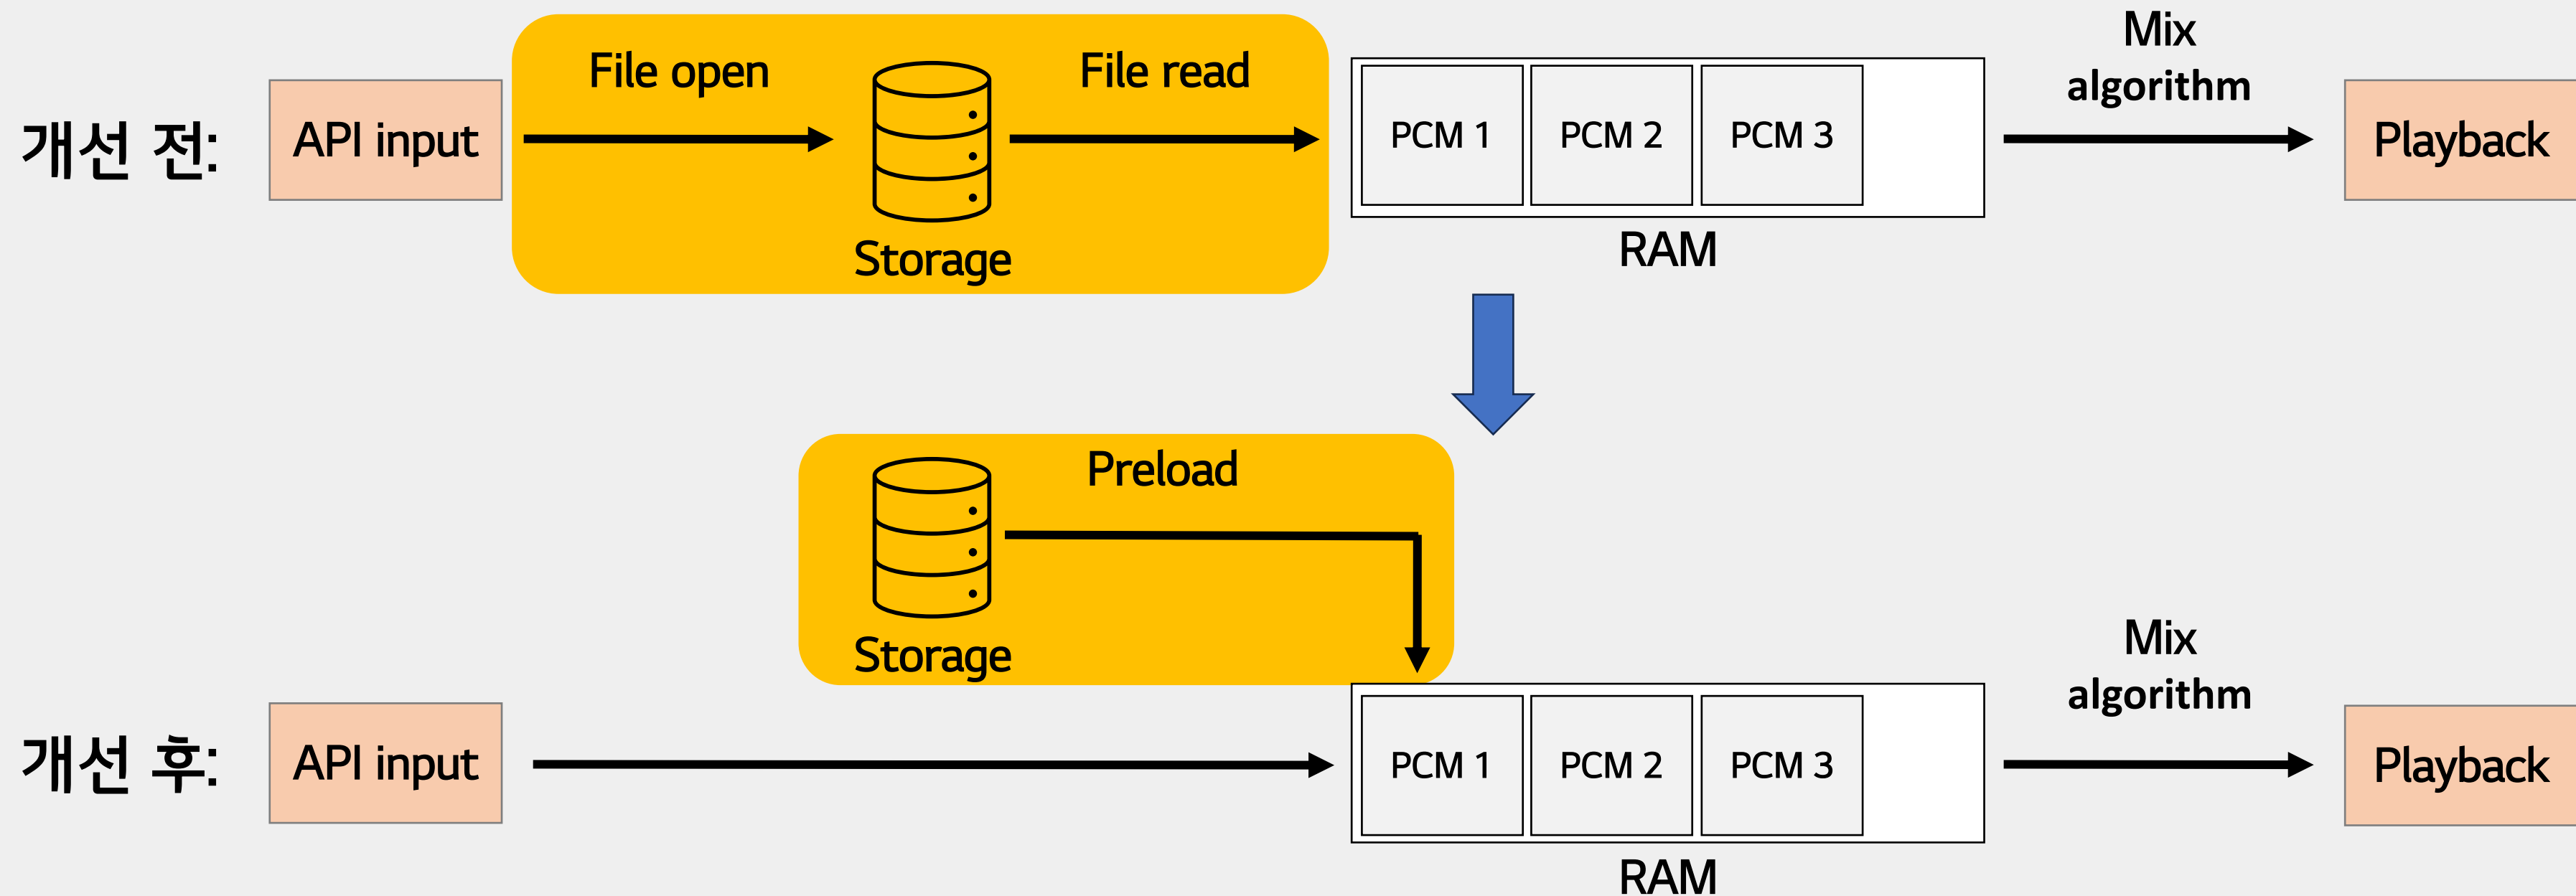 개선 전:
API input
File open
Storage
File read
PCM 1
PCM 2
PCM 3
RAM
Mix
algorithm
Playback
Preload
Storage
개선 후:
API input
PCM 1
PCM 2
PCM 3
RAM
Mix
algorithm
Playback